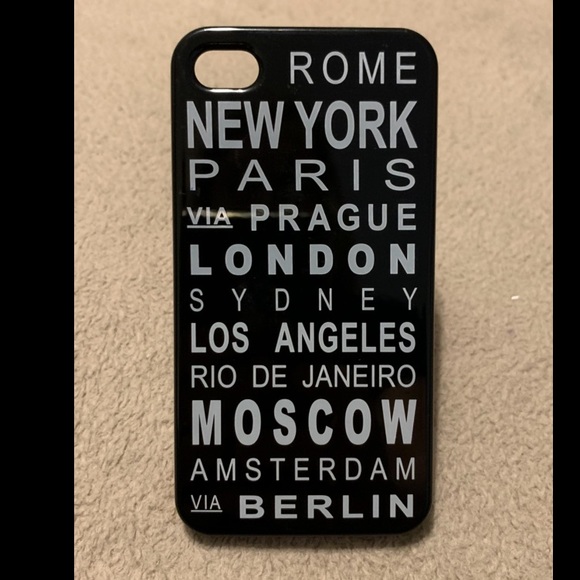 ROME
NEW YORK
PARIS
VIA PRAGUE
LONDON
SYDNEY
LOS ANGELES
RIO DE JANEIRO
MOSCOW
AMSTERDAM
VIA BERLIN